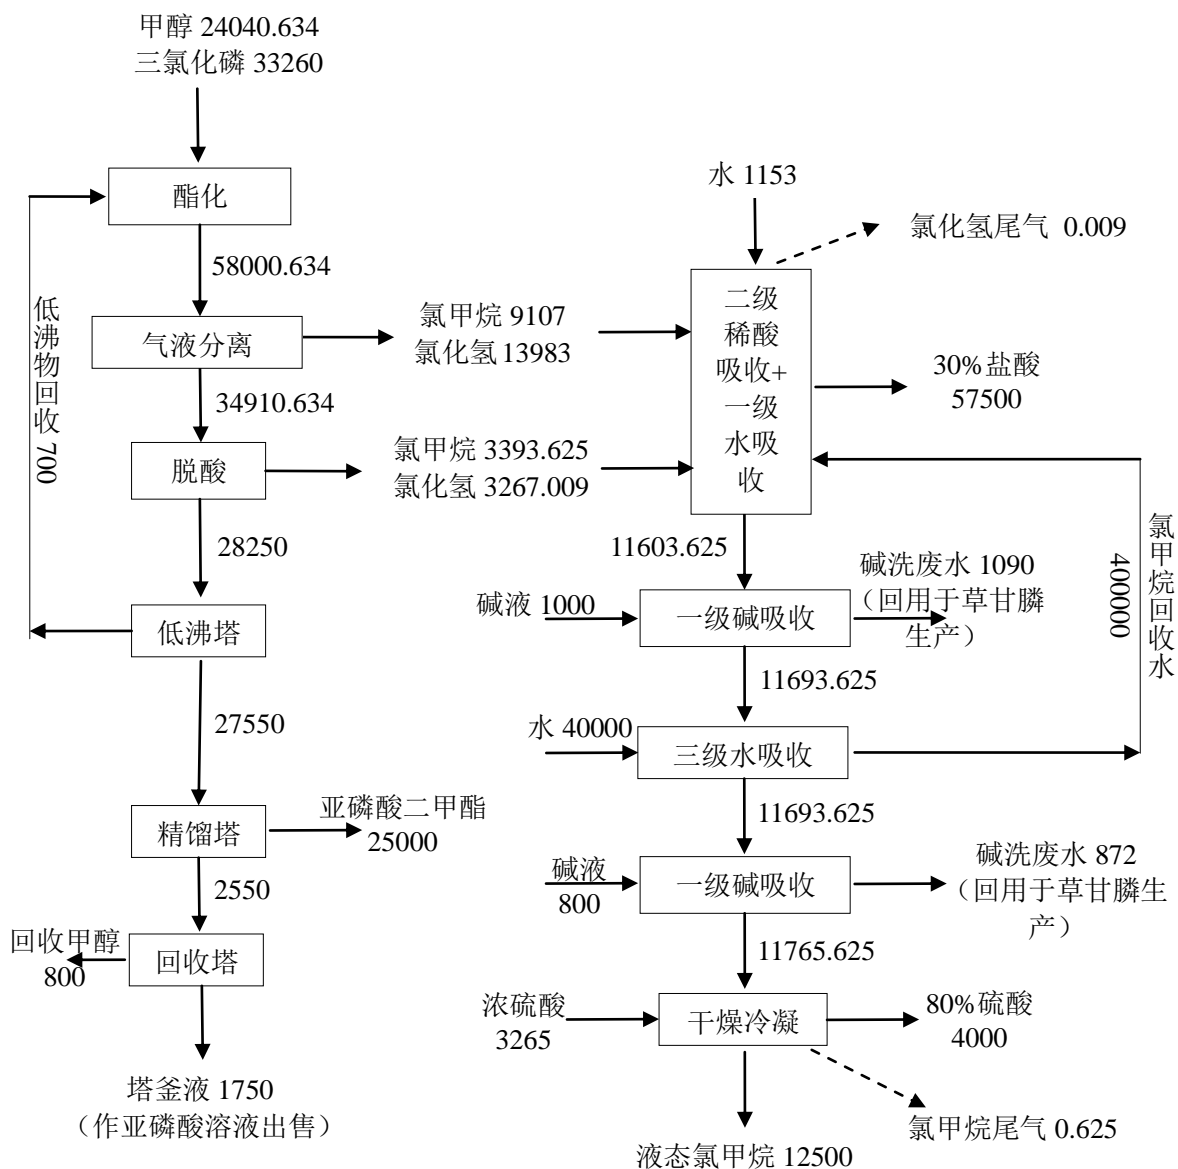 甲醇 24040.634
三氯化磷 33260
酯化
58000.634
气液分离
氯甲烷 9107
氯化氢 13983
34910.634
脱酸
氯甲烷 3393.625
氯化氢 3267.009
28250
低沸物回收 700
低沸塔
27550
精馏塔
亚磷酸二甲酯
25000
2550
回收甲醇
800
回收塔
塔釜液 1750
（作亚磷酸溶液出售）
水 1153
氯化氢尾气 0.009
二级
稀酸
吸收+
一级
水吸
收
30%盐酸
57500
11603.625
碱液 1000
一级碱吸收
碱洗废水 1090
（回用于草甘膦
生产）
11693.625
水 40000
三级水吸收
氯甲烷回收水
400000
11693.625
碱液
800
一级碱吸收
碱洗废水 872
（回用于草甘膦生
产）
11765.625
浓硫酸
3265
干燥冷凝
80%硫酸
4000
氯甲烷尾气 0.625
液态氯甲烷 12500